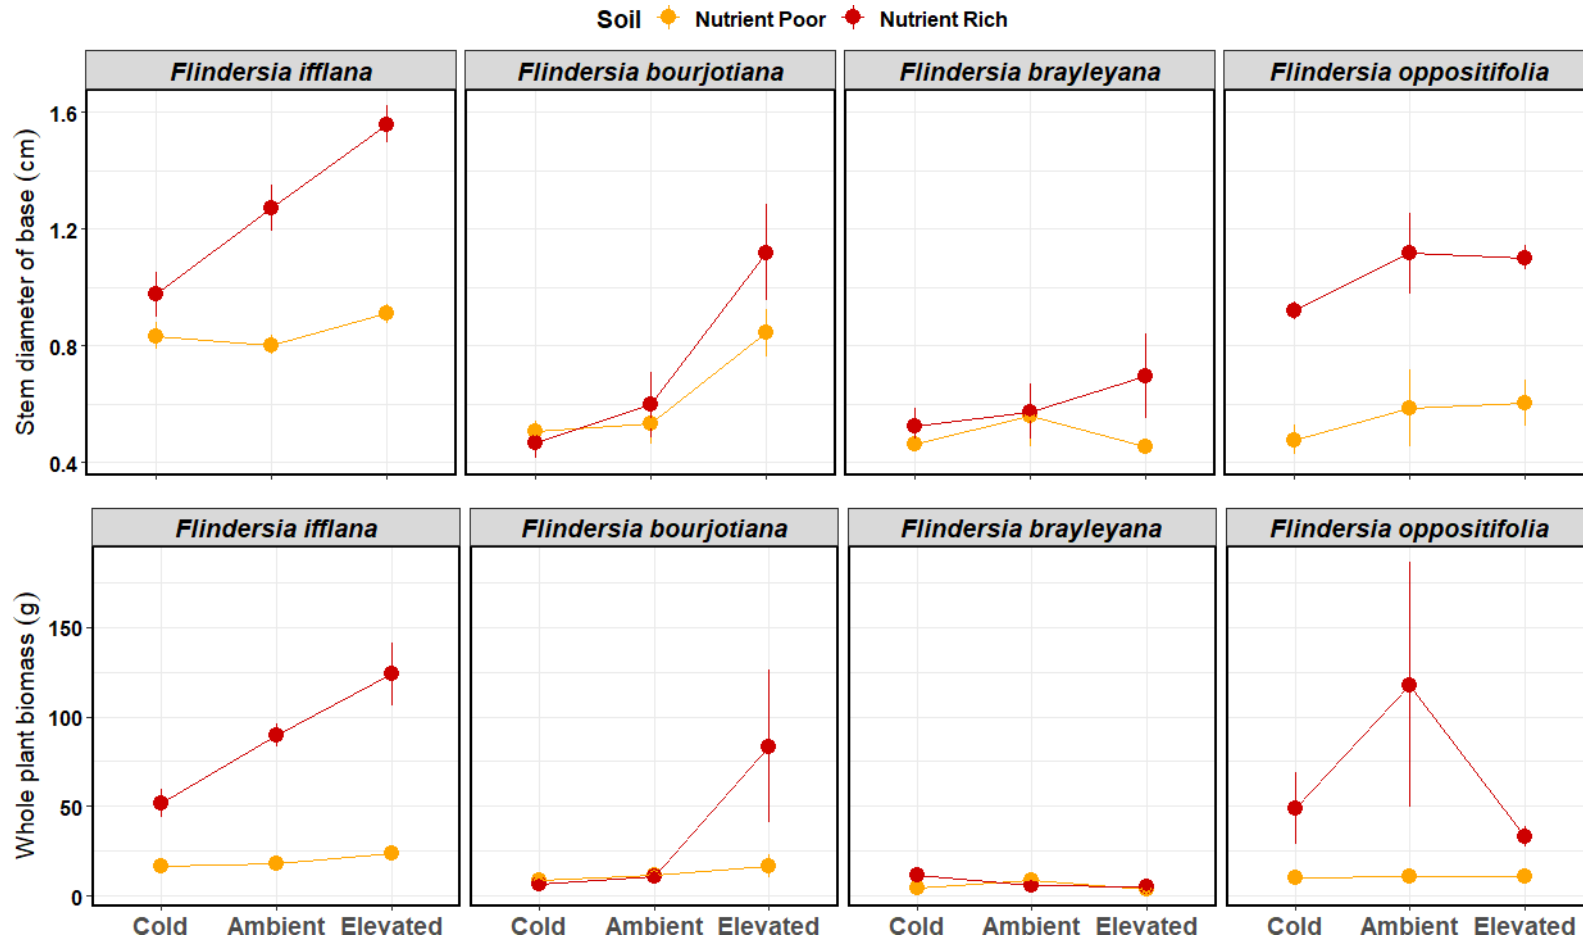 Soil Nutrient Poor Nutrient Rich
Flindersia ifflana Flindersia bourjotiana Flindersia brayleyana Flindersia oppositifolia
Stem diameter of base (cm)
1.6
1.2
0.8
0.4
Flindersia ifflana Flindersia bourjotiana Flindersia brayleyana Flindersia oppositifolia
Whole plant biomass (g)
150
100
50
0
Cold Ambient Elevated Cold Ambient Elevated Cold Ambient Elevated Cold Ambient Elevated